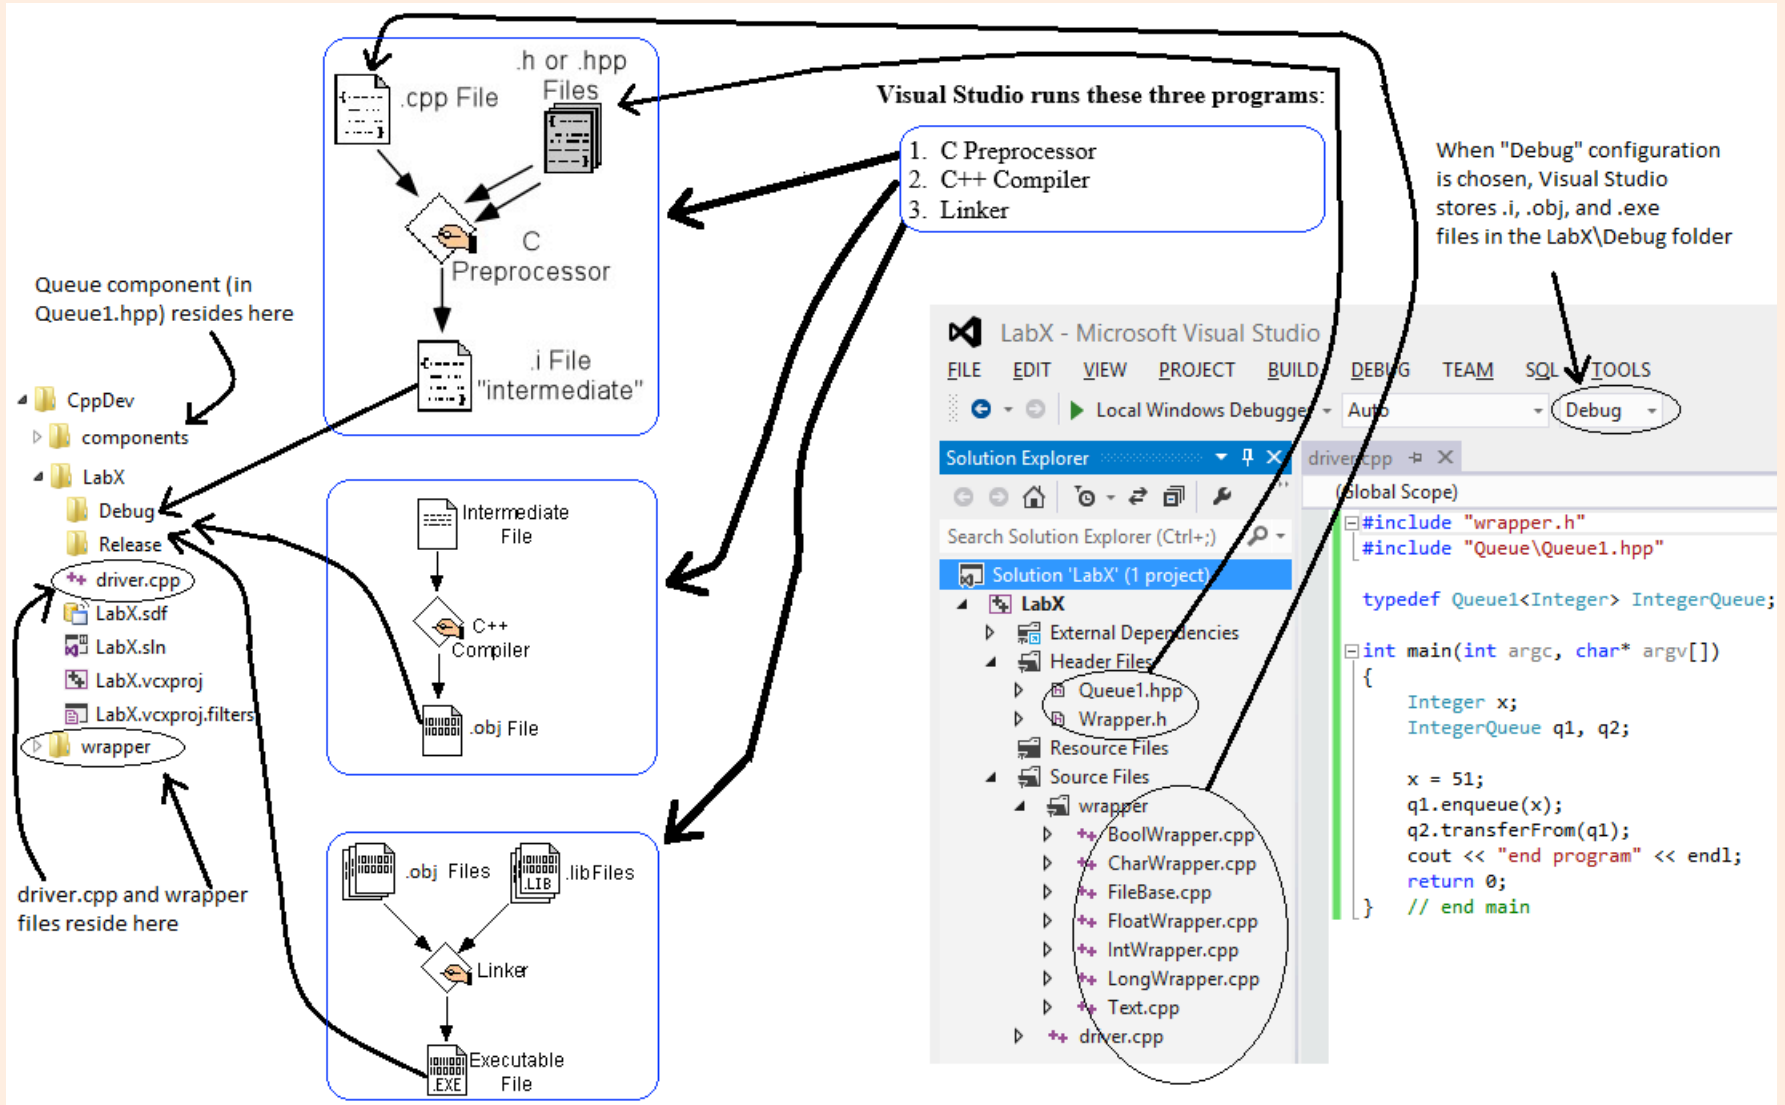 .cpp File
.h or .hpp
Files
C
Preprocessor
.i File
"intermediate"
Visual Studio runs these three programs:
1. C Preprocessor
2. C++ Compiler
3. Linker
When "Debug" configuration
is chosen, Visual Studio
stores .i, .obj, and .exe
files in the LabX\Debug folder
Queue component (in
Queue1.hpp) resides here
CppDev
components
LabX
Debug
Release
driver.cpp
LabX.sdf
LabX.sln
LabX.vcxproj
LabX.vcxproj.filters
wrapper
driver.cpp and wrapper
files reside here
Intermediate
File
C++
Compiler
.obj File
.obj Files
.lib Files
.LIB
Linker
Executable
File
.EXE
LabX - Microsoft Visual Studio
FILE EDIT VIEW PROJECT BUILD DEBUG TEAM SQL TOOLS
Local Windows Debugger Auto Debug
Solution Explorer
Search Solution Explorer (Ctrl+;)
Solution 'LabX' (1 project)
LabX
External Dependencies
Header Files
Queue1.hpp
Wrapper.h
Resource Files
Source Files
wrapper
BoolWrapper.cpp
CharWrapper.cpp
FileBase.cpp
FloatWrapper.cpp
IntWrapper.cpp
LongWrapper.cpp
Text.cpp
driver.cpp
driver.cpp
(Global Scope)
#include "wrapper.h"
#include "Queue\Queue1.hpp"
typedef Queue1<Integer> IntegerQueue;
int main(int argc, char* argv[])
{
Integer x;
IntegerQueue q1, q2;
x = 51;
q1.enqueue(x);
q2.transferFrom(q1);
cout << "end program" << endl;
return 0;
} // end main